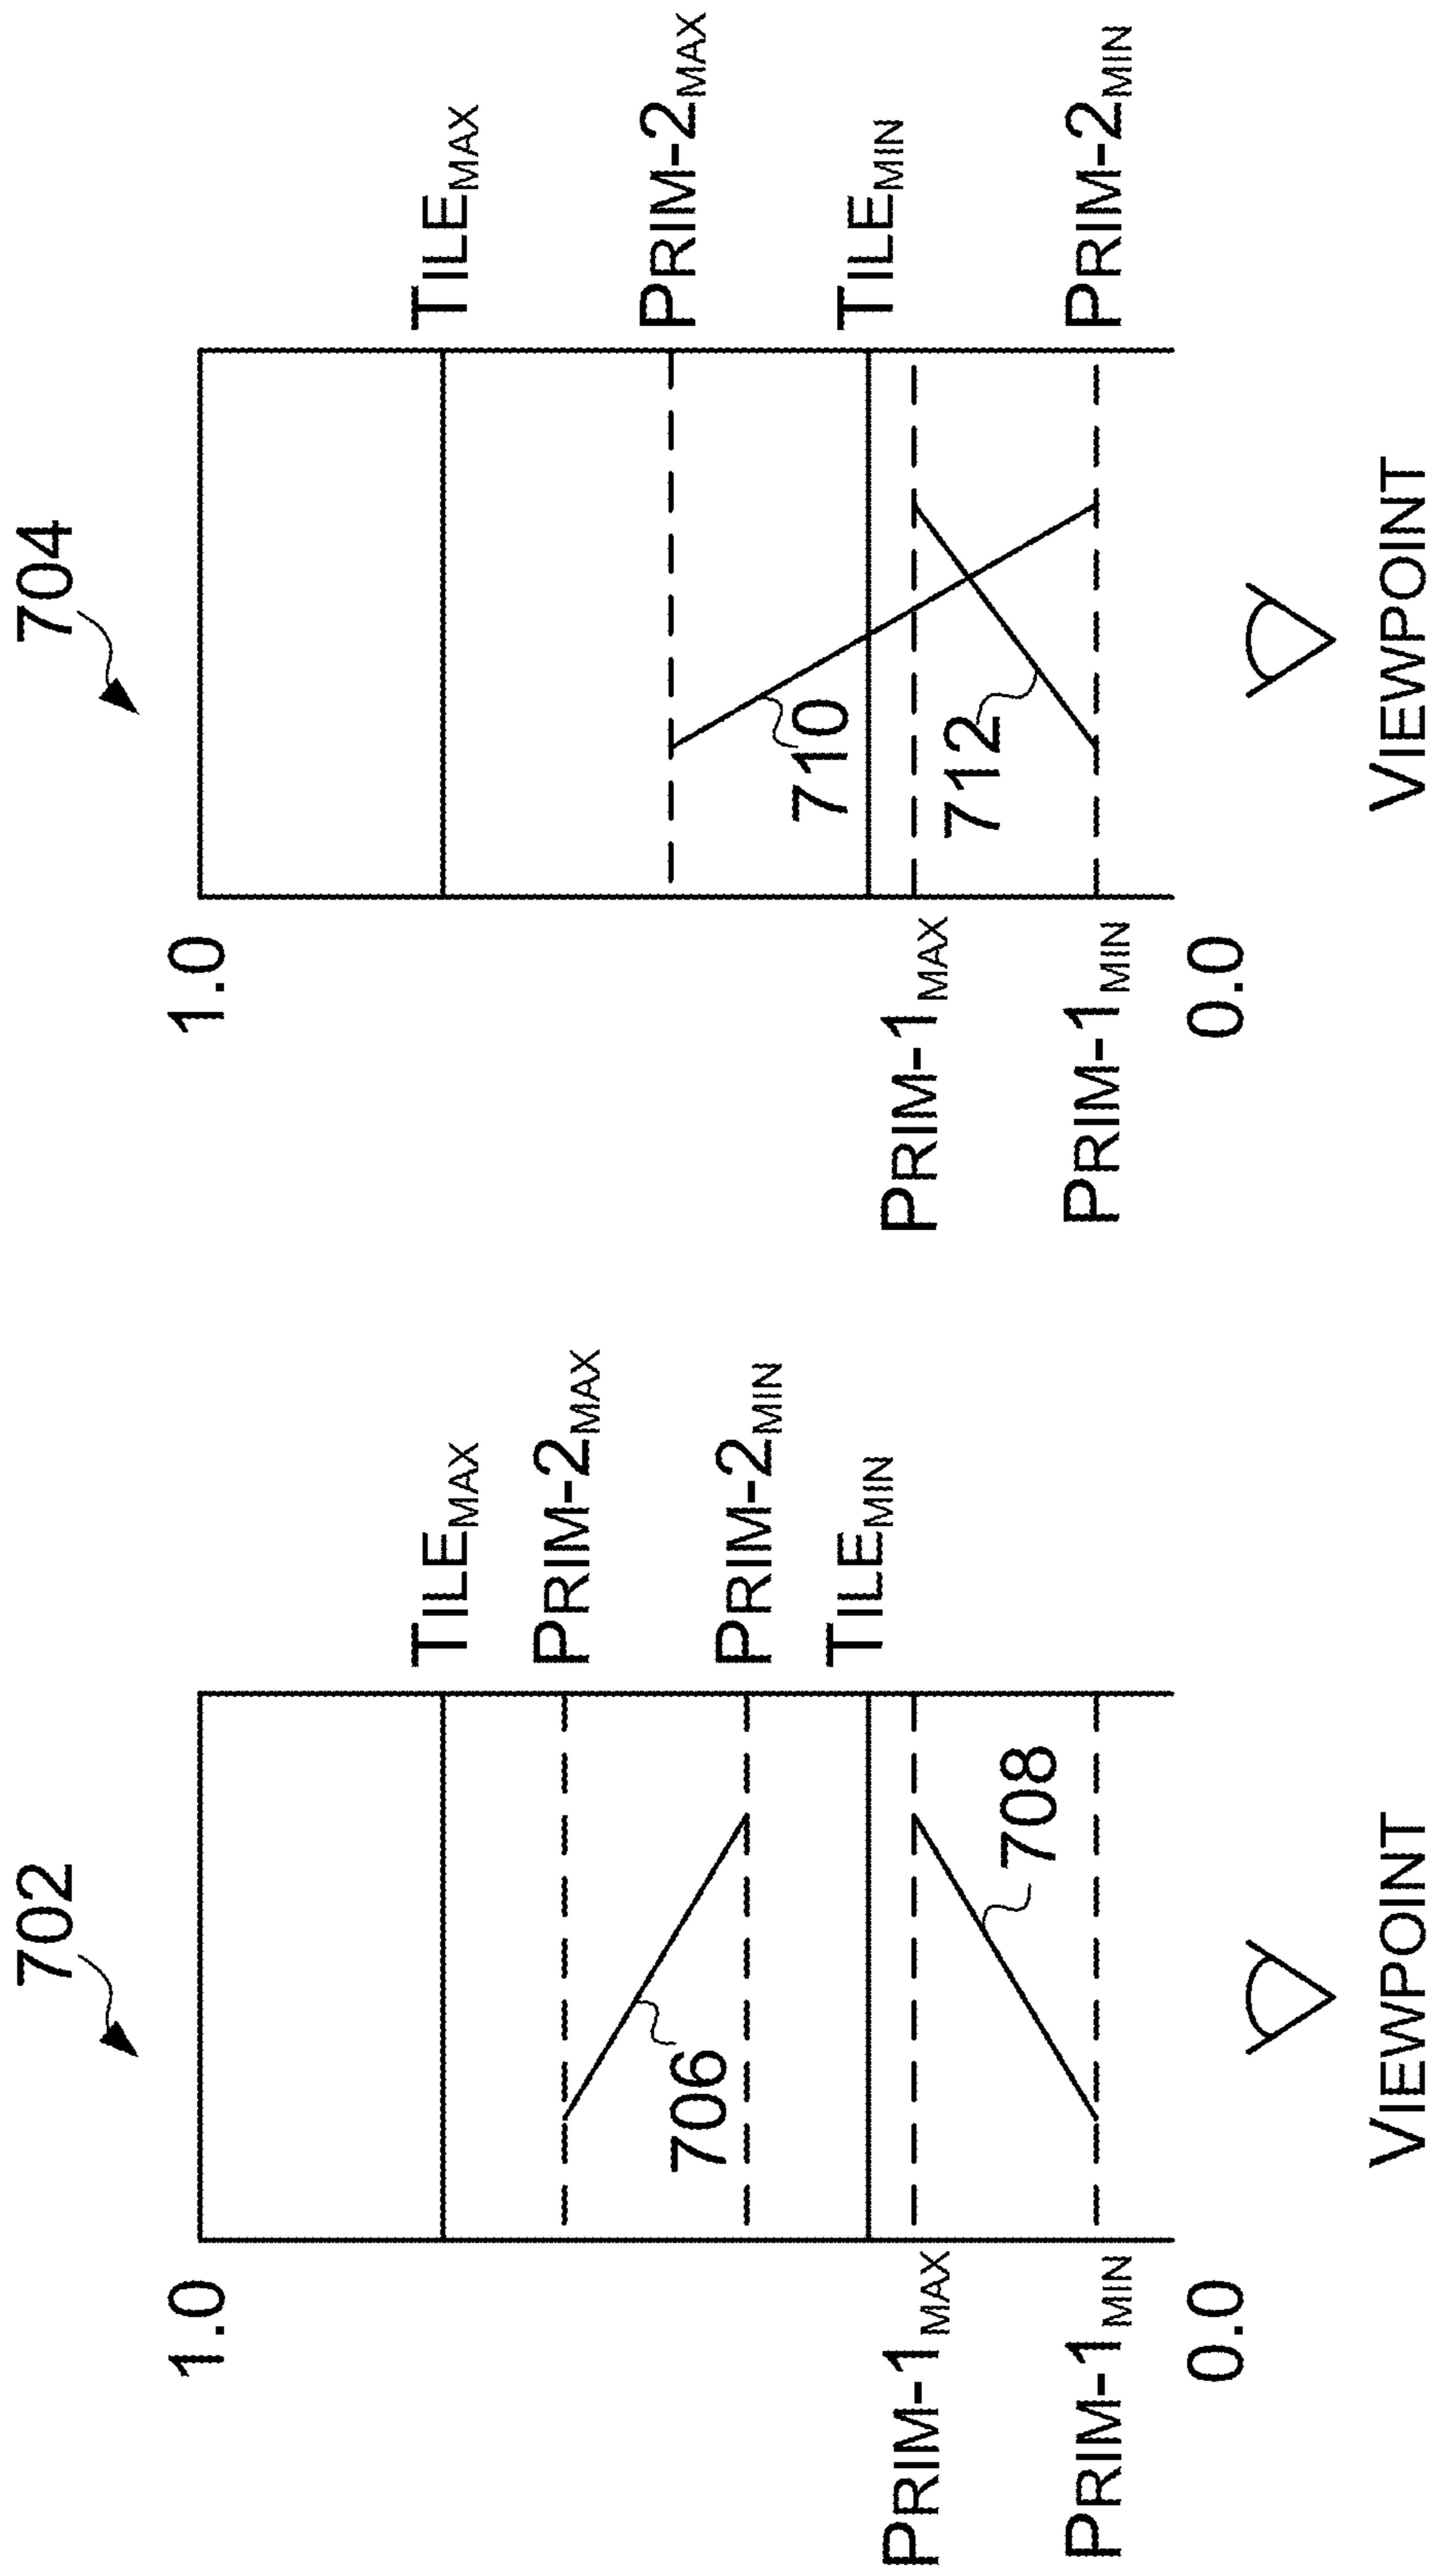 702
1.0
TILEMAX
PRIM-2MAX
706
PRIM-2MIN
TILEMIN
PRIM-1MAX
708
PRIM-1MIN
0.0
VIEWPOINT
704
1.0
TILEMAX
PRIM-2MAX
710
TILEMIN
PRIM-1MAX
712
PRIM-1MIN
PRIM-2MIN
0.0
VIEWPOINT